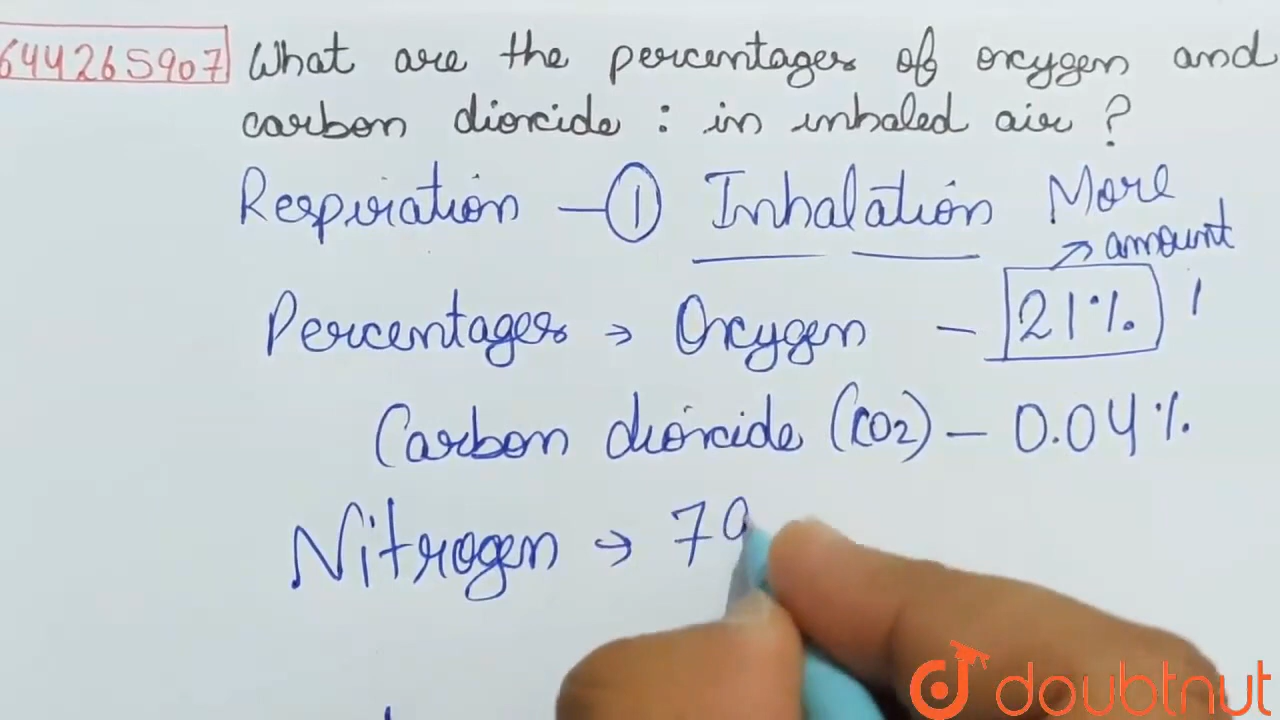 644265907 What are the percentages of oxygen and
carbon dioxide : in inhaled air ?
Respiration — ① Inhalation More
→ amount
Percentages → Oxygen — 21%
Carbon dioxide (CO2) — 0.04%
Nitrogen →
doubtnut